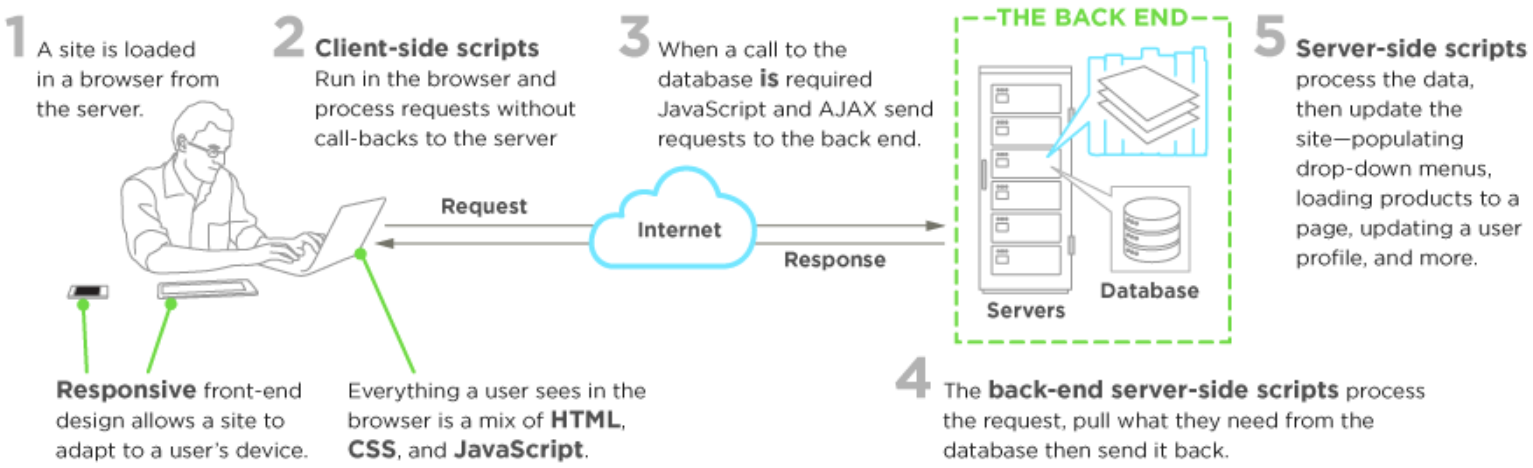 1
A site is loaded
in a browser from
the server.
2
Client-side scripts
Run in the browser and
process requests without
call-backs to the server
3
When a call to the
database is required
JavaScript and AJAX send
requests to the back end.
THE BACK END
Servers
Database
5
Server-side scripts
process the data,
then update the
site—populating
drop-down menus,
loading products to a
page, updating a user
profile, and more.
Request
Internet
Response
Responsive front-end
design allows a site to
adapt to a user's device.
Everything a user sees in the
browser is a mix of HTML,
CSS, and JavaScript.
4
The back-end server-side scripts process
the request, pull what they need from the
database then send it back.